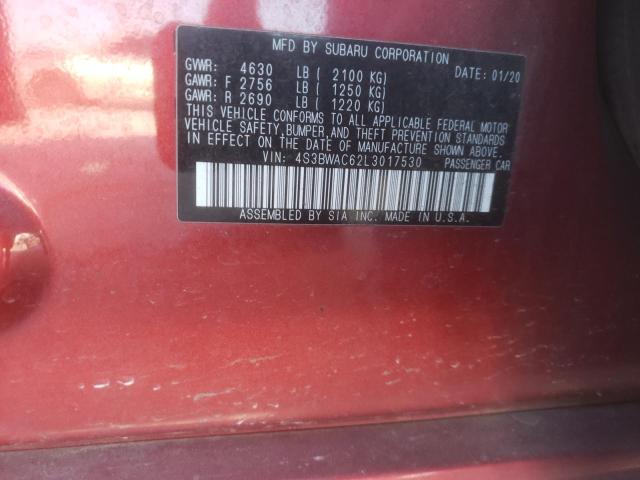 MFD BY SUBARU CORPORATION
GVWR: 4630 LB ( 2100 KG) DATE: 01/20
GAWR: F 2756 LB ( 1250 KG)
GAWR: R 2690 LB ( 1220 KG)
THIS VEHICLE CONFORMS TO ALL APPLICABLE FEDERAL MOTOR
VEHICLE SAFETY, BUMPER, AND THEFT PREVENTION STANDARDS
IN EFFECT ON THE DATE OF MANUFACTURE SHOWN ABOVE.
VIN: 4S3BWAC62L3017530 PASSENGER CAR
ASSEMBLED BY SIA INC. MADE IN U.S.A.